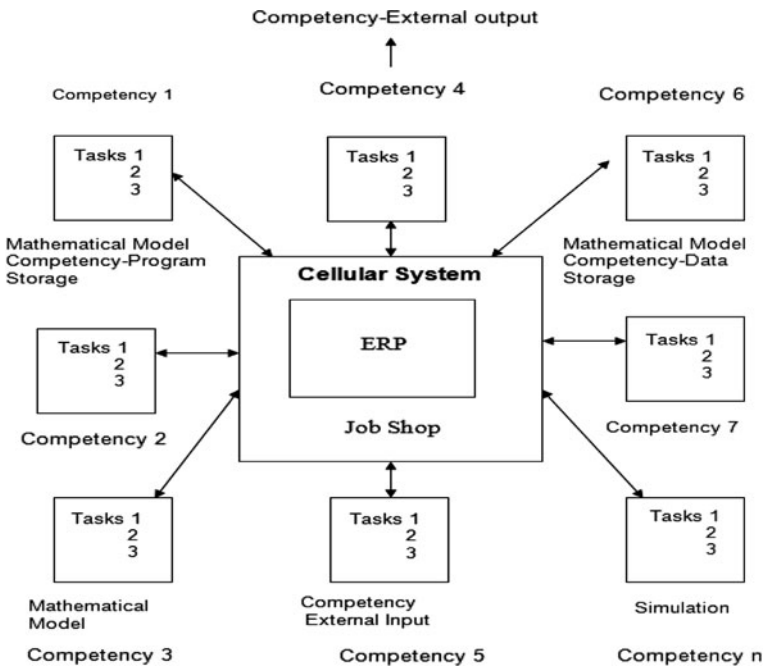 Competency-External output
Competency 1
Competency 4
Competency 6
Tasks 1
2
3
Tasks 1
2
3
Tasks 1
2
3
Mathematical Model
Competency-Program
Storage
Mathematical Model
Competency-Data
Storage
Cellular System
ERP
Job Shop
Tasks 1
2
3
Competency 2
Tasks 1
2
3
Competency 7
Tasks 1
2
3
Mathematical
Model
Competency 3
Tasks 1
2
3
Competency
External Input
Competency 5
Tasks 1
2
3
Simulation
Competency n